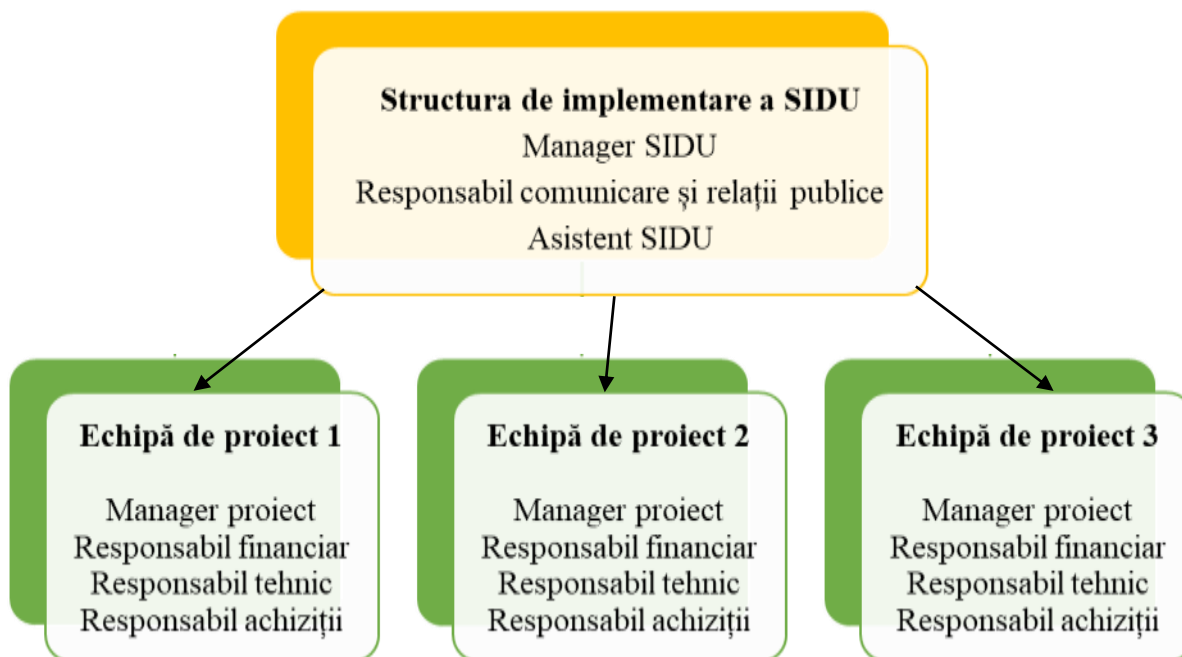 Structura de implementare a SIDU
Manager SIDU
Responsabil comunicare și relații publice
Asistent SIDU
Echipă de proiect 1
Manager proiect
Responsabil financiar
Responsabil tehnic
Responsabil achiziții
Echipă de proiect 2
Manager proiect
Responsabil financiar
Responsabil tehnic
Responsabil achiziții
Echipă de proiect 3
Manager proiect
Responsabil financiar
Responsabil tehnic
Responsabil achiziții